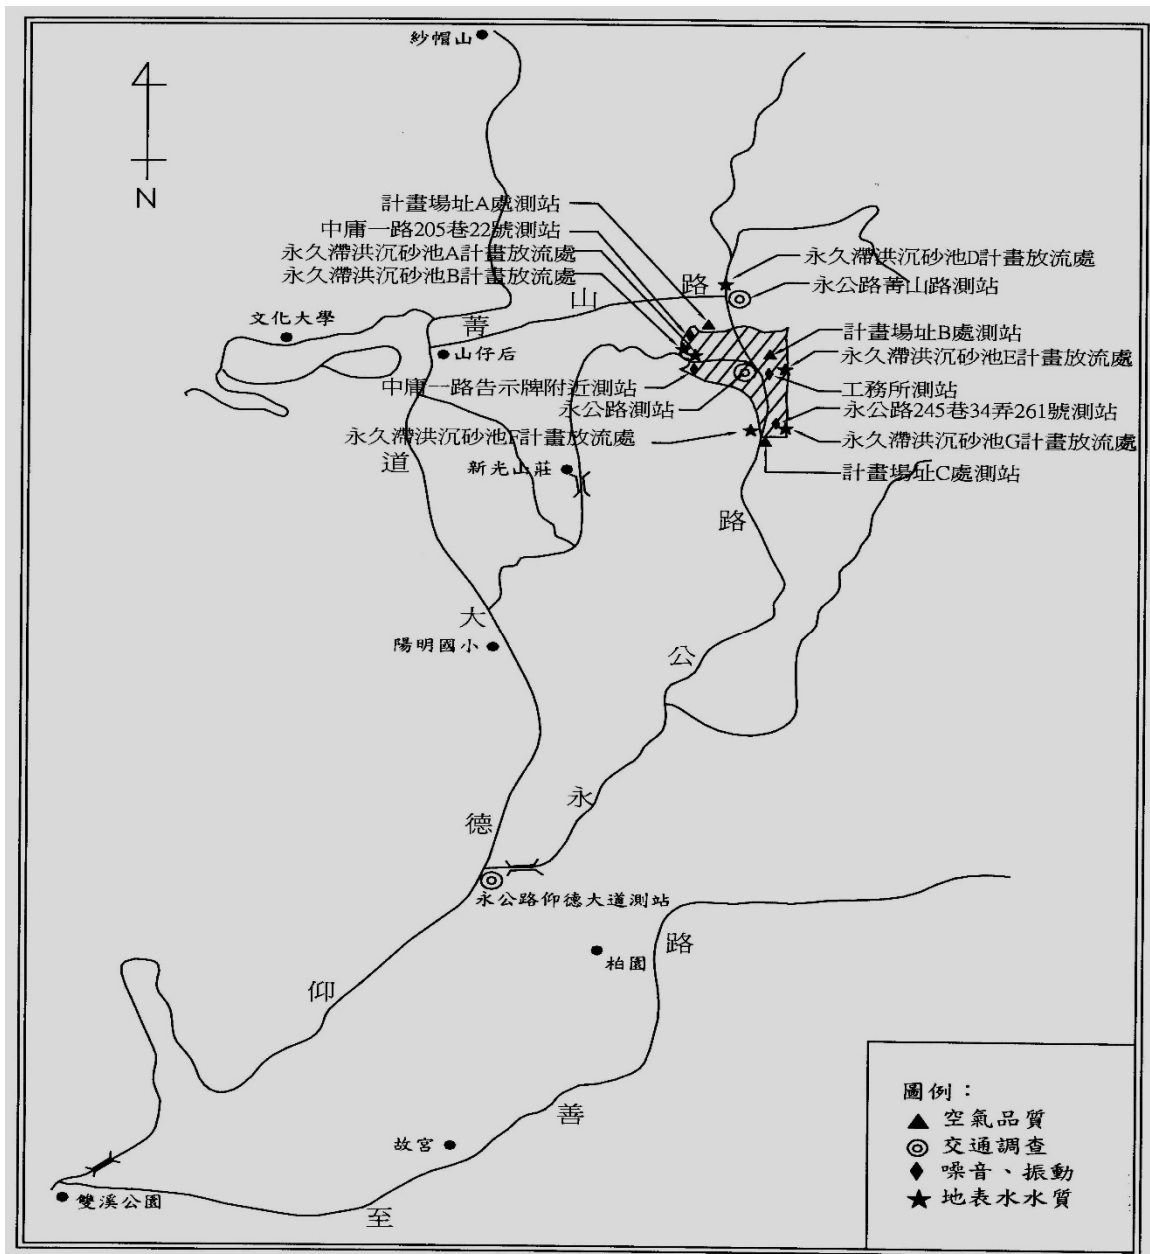 紗帽山
N
計畫場址A處測站
中庸一路205巷22號測站
永久滯洪沉砂池A計畫放流處
永久滯洪沉砂池B計畫放流處
永久滯洪沉砂池D計畫放流處
永公路菁山路測站
菁山路
文化大學
山仔后
計畫場址B處測站
永久滯洪沉砂池E計畫放流處
中庸一路告示牌附近測站
工務所測站
永公路測站
永公路245巷34弄261號測站
永久滯洪沉砂池F計畫放流處
永久滯洪沉砂池G計畫放流處
新光山莊
計畫場址C處測站
陽明國小
永公路
仰德大道
永公路仰德大道測站
柏園
故宮
至善路
雙溪公園
圖例：
空氣品質
交通調查
噪音、振動
地表水水質